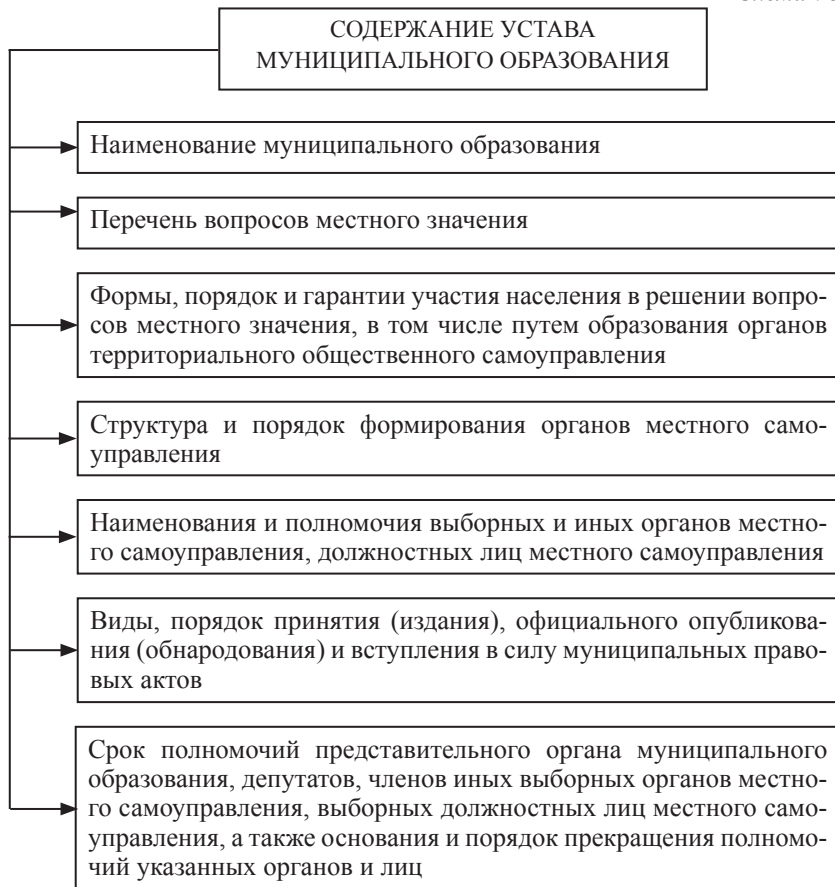 СОДЕРЖАНИЕ УСТАВА
МУНИЦИПАЛЬНОГО ОБРАЗОВАНИЯ
Наименование муниципального образования
Перечень вопросов местного значения
Формы, порядок и гарантии участия населения в решении вопро-
сов местного значения, в том числе путем образования органов
территориального общественного самоуправления
Структура и порядок формирования органов местного само-
управления
Наименования и полномочия выборных и иных органов местно-
го самоуправления, должностных лиц местного самоуправления
Виды, порядок принятия (издания), официального опубликова-
ния (обнародования) и вступления в силу муниципальных право-
вых актов
Срок полномочий представительного органа муниципального
образования, депутатов, членов иных выборных органов местно-
го самоуправления, выборных должностных лиц местного само-
управления, а также основания и порядок прекращения полномо-
чий указанных органов и лиц